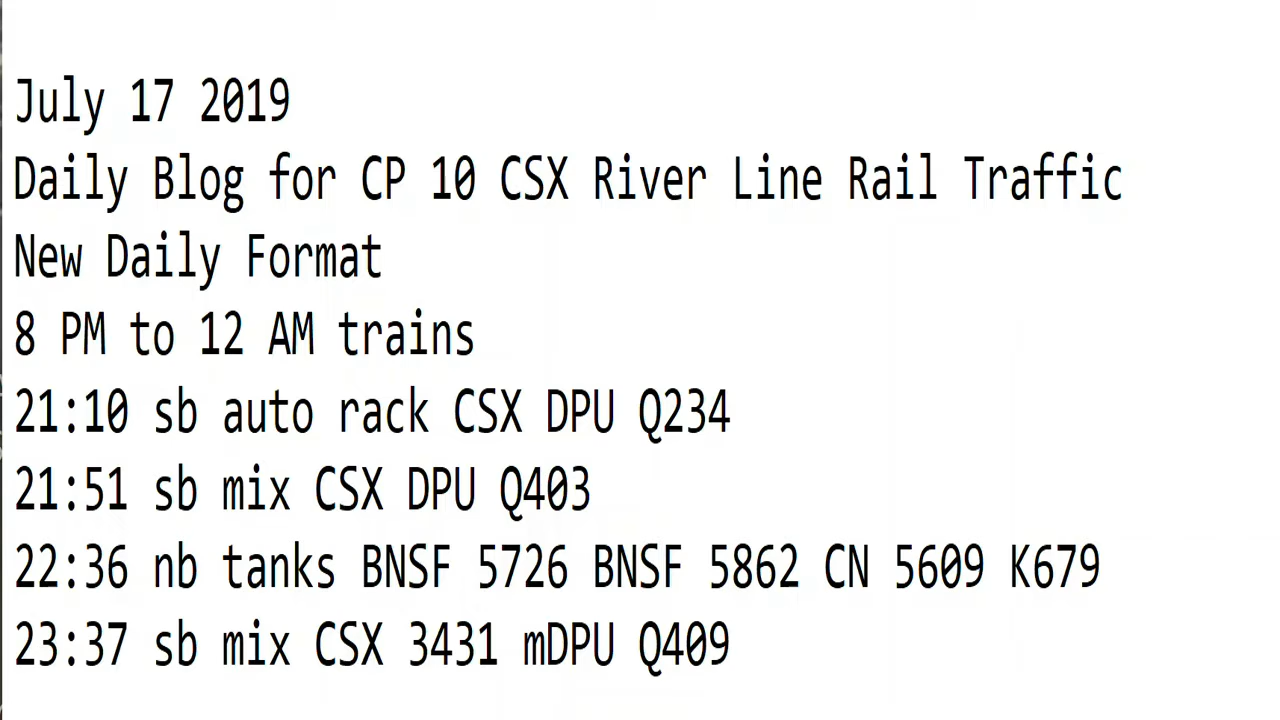 July 17 2019
Daily Blog for CP 10 CSX River Line Rail Traffic
New Daily Format
8 PM to 12 AM trains
21:10 sb auto rack CSX DPU Q234
21:51 sb mix CSX DPU Q403
22:36 nb tanks BNSF 5726 BNSF 5862 CN 5609 K679
23:37 sb mix CSX 3431 mDPU Q409